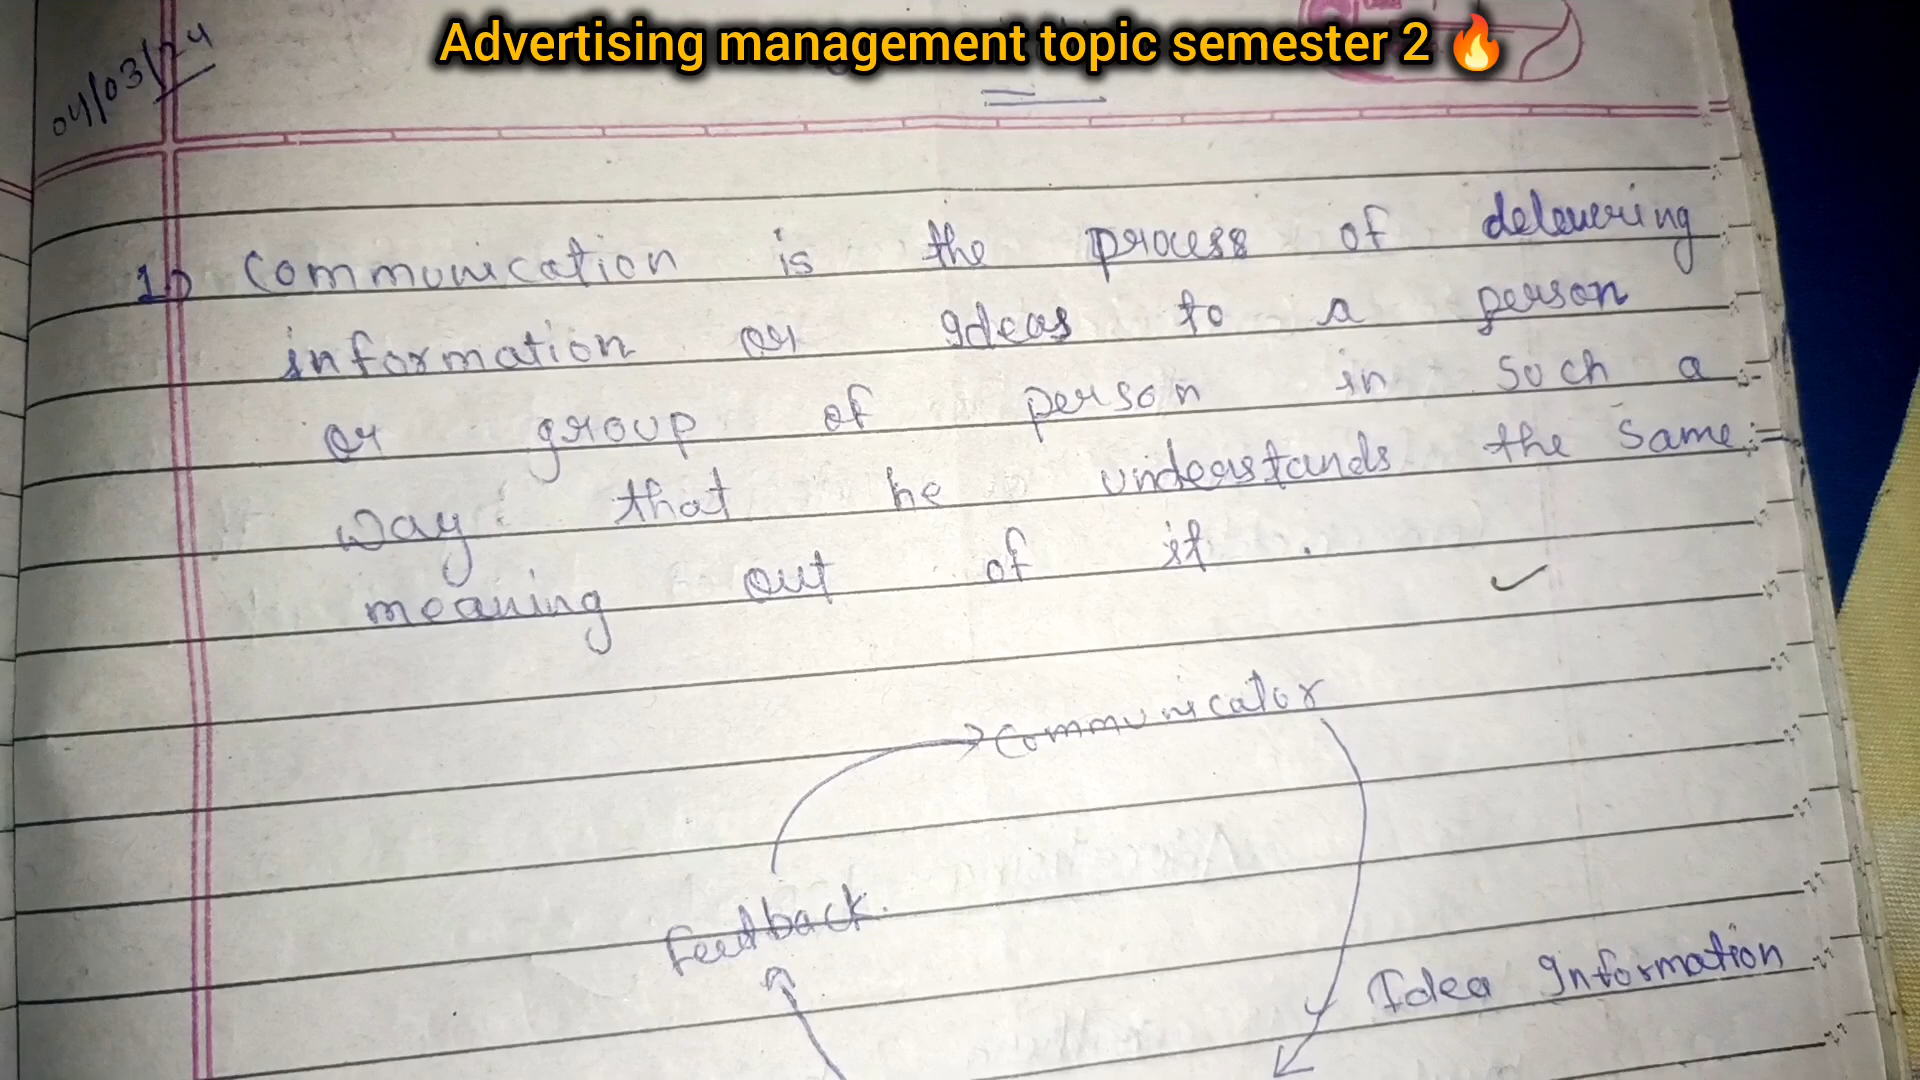 Advertising management topic semester 2 🔥
04/03/24
1) Communication is the process of delevering
information or Ideas to a person
or group of person in such a
way that he understands the same
meaning out of it.
Communicator
Feedback.
Idea Information